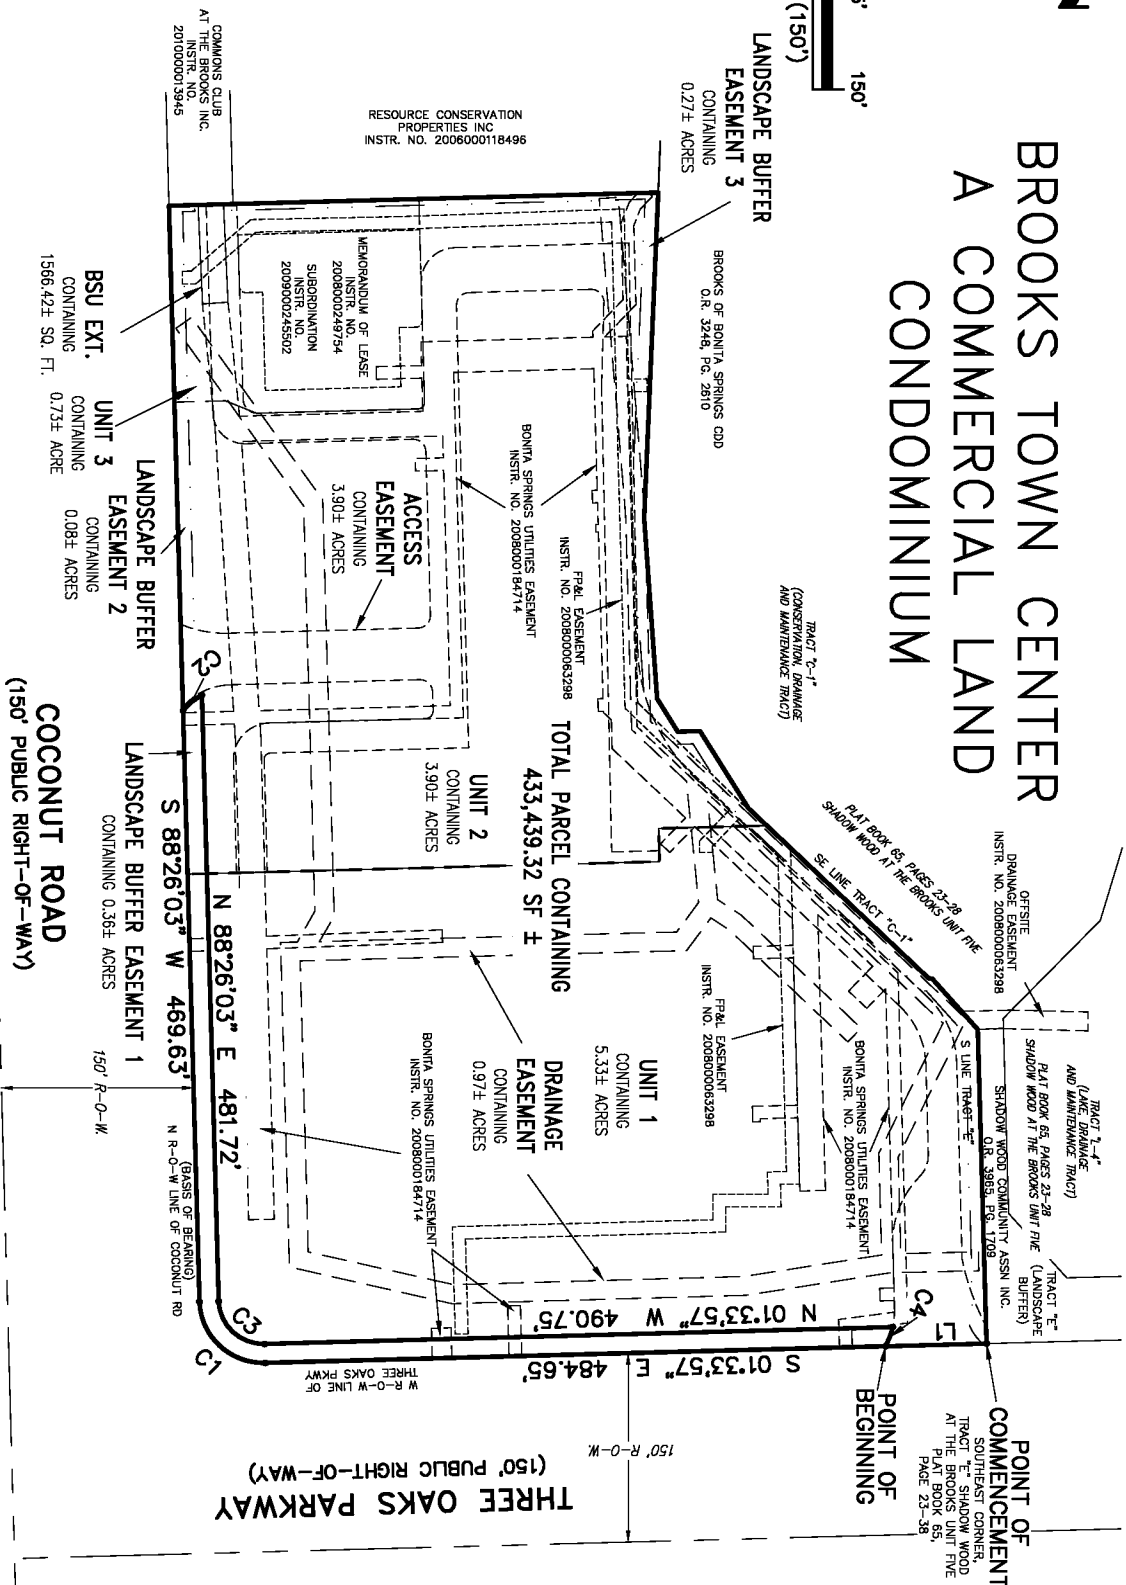 BROOKS TOWN CENTER
A COMMERCIAL LAND
CONDOMINIUM
150'
(150')
LANDSCAPE BUFFER
EASEMENT 3
CONTAINING
0.27± ACRES
COMMONS CLUB
AT THE BROOKS INC.
INSTR. NO.
2010000013945
RESOURCE CONSERVATION
PROPERTIES INC
INSTR. NO. 2006000118496
BROOKS OF BONITA SPRINGS CDD
O.R. 3248, PG. 2610
TRACT "C-1"
(CONSERVATION, DRAINAGE
AND MAINTENANCE TRACT)
PLAT BOOK 65, PAGES 23-28
SHADOW WOOD AT THE BROOKS UNIT FIVE
SE LINE TRACT "C-1"
OFFSITE
DRAINAGE EASEMENT
INSTR. NO. 2008000063298
TRACT "L-4"
(LAKE, DRAINAGE
AND MAINTENANCE TRACT)
PLAT BOOK 65, PAGES 23-28
SHADOW WOOD AT THE BROOKS UNIT FIVE
TRACT "E"
(LANDSCAPE
BUFFER)
SHADOW WOOD COMMUNITY ASSN INC.
O.R. 3965, PG. 1709
S LINE TRACT "E"
MEMORANDUM OF LEASE
INSTR. NO.
2008000249754
SUBORDINATION
INSTR. NO.
2009000245502
BSU EXT.
CONTAINING
1566.42± SQ. FT.
UNIT 3
CONTAINING
0.73± ACRE
LANDSCAPE BUFFER
EASEMENT 2
CONTAINING
0.08± ACRES
ACCESS
EASEMENT
CONTAINING
3.90± ACRES
BONITA SPRINGS UTILITIES EASEMENT
INSTR. NO. 2008000184714
FP&L EASEMENT
INSTR. NO. 2008000063298
TOTAL PARCEL CONTAINING
433,439.32 SF ±
UNIT 2
CONTAINING
3.90± ACRES
UNIT 1
CONTAINING
5.33± ACRES
FP&L EASEMENT
INSTR. NO. 2008000063298
BONITA SPRINGS UTILITIES EASEMENT
INSTR. NO. 2008000184714
DRAINAGE
EASEMENT
CONTAINING
0.97± ACRES
BONITA SPRINGS UTILITIES EASEMENT
INSTR. NO. 2008000184714
C2
N 88°26'03" E 481.72'
S 88°26'03" W 469.63'
LANDSCAPE BUFFER EASEMENT 1
CONTAINING 0.36± ACRES
COCONUT ROAD
(150' PUBLIC RIGHT-OF-WAY)
150' R-O-W.
(BASIS OF BEARING)
N R-O-W LINE OF COCONUT RD
C3
C1
N 01°33'57" W 490.75'
S 01°33'57" E 484.65'
W R-O-W LINE OF
THREE OAKS PKWY
C4
L1
POINT OF
BEGINNING
POINT OF
COMMENCEMENT
SOUTHEAST CORNER,
TRACT "E" SHADOW WOOD
AT THE BROOKS UNIT FIVE
PLAT BOOK 65,
PAGE 23-38
150' R-O-W.
THREE OAKS PARKWAY
(150' PUBLIC RIGHT-OF-WAY)